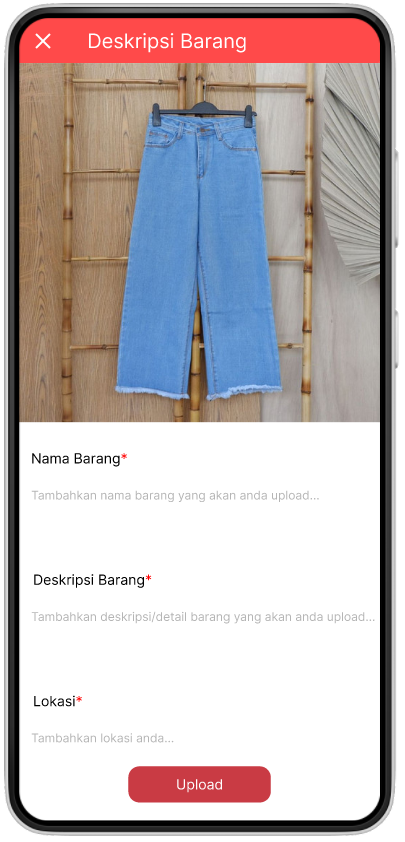 Deskripsi Barang
Nama Barang*
Tambahkan nama barang yang akan anda upload...
Deskripsi Barang*
Tambahkan deskripsi/detail barang yang akan anda upload...
Lokasi*
Tambahkan lokasi anda...
Upload